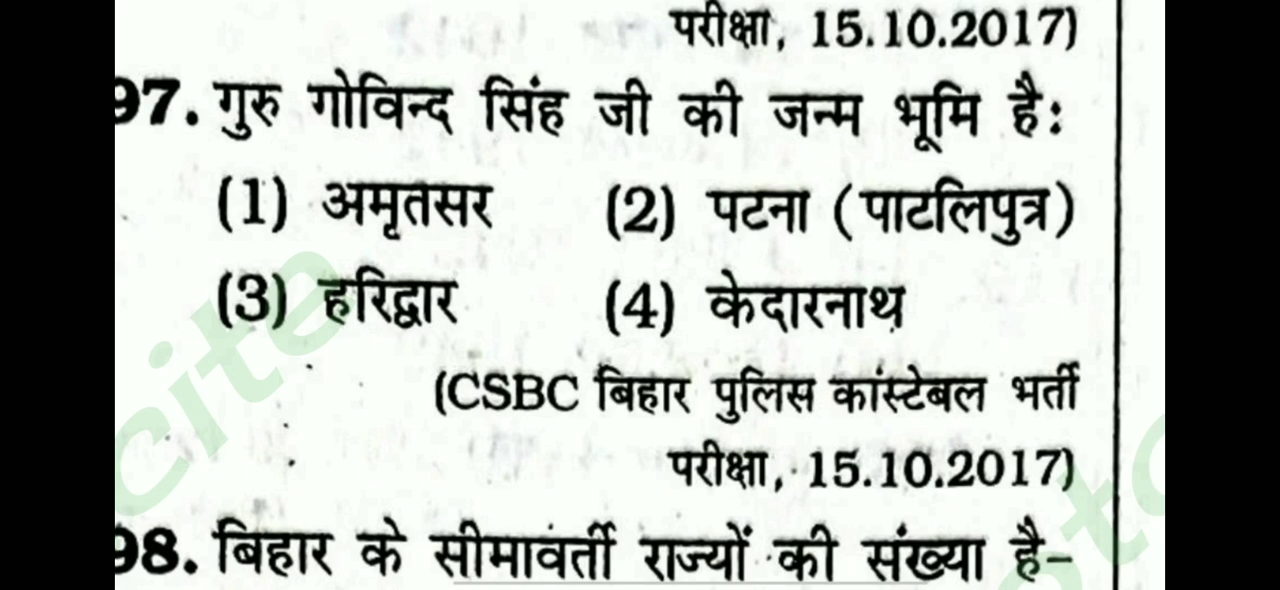 परीक्षा, 15.10.2017)
97. गुरु गोविन्द सिंह जी की जन्म भूमि है:
(1) अमृतसर (2) पटना (पाटलिपुत्र)
(3) हरिद्वार (4) केदारनाथ
(CSBC बिहार पुलिस कांस्टेबल भर्ती
परीक्षा, 15.10.2017)
98. बिहार के सीमावर्ती राज्यों की संख्या है-
cite